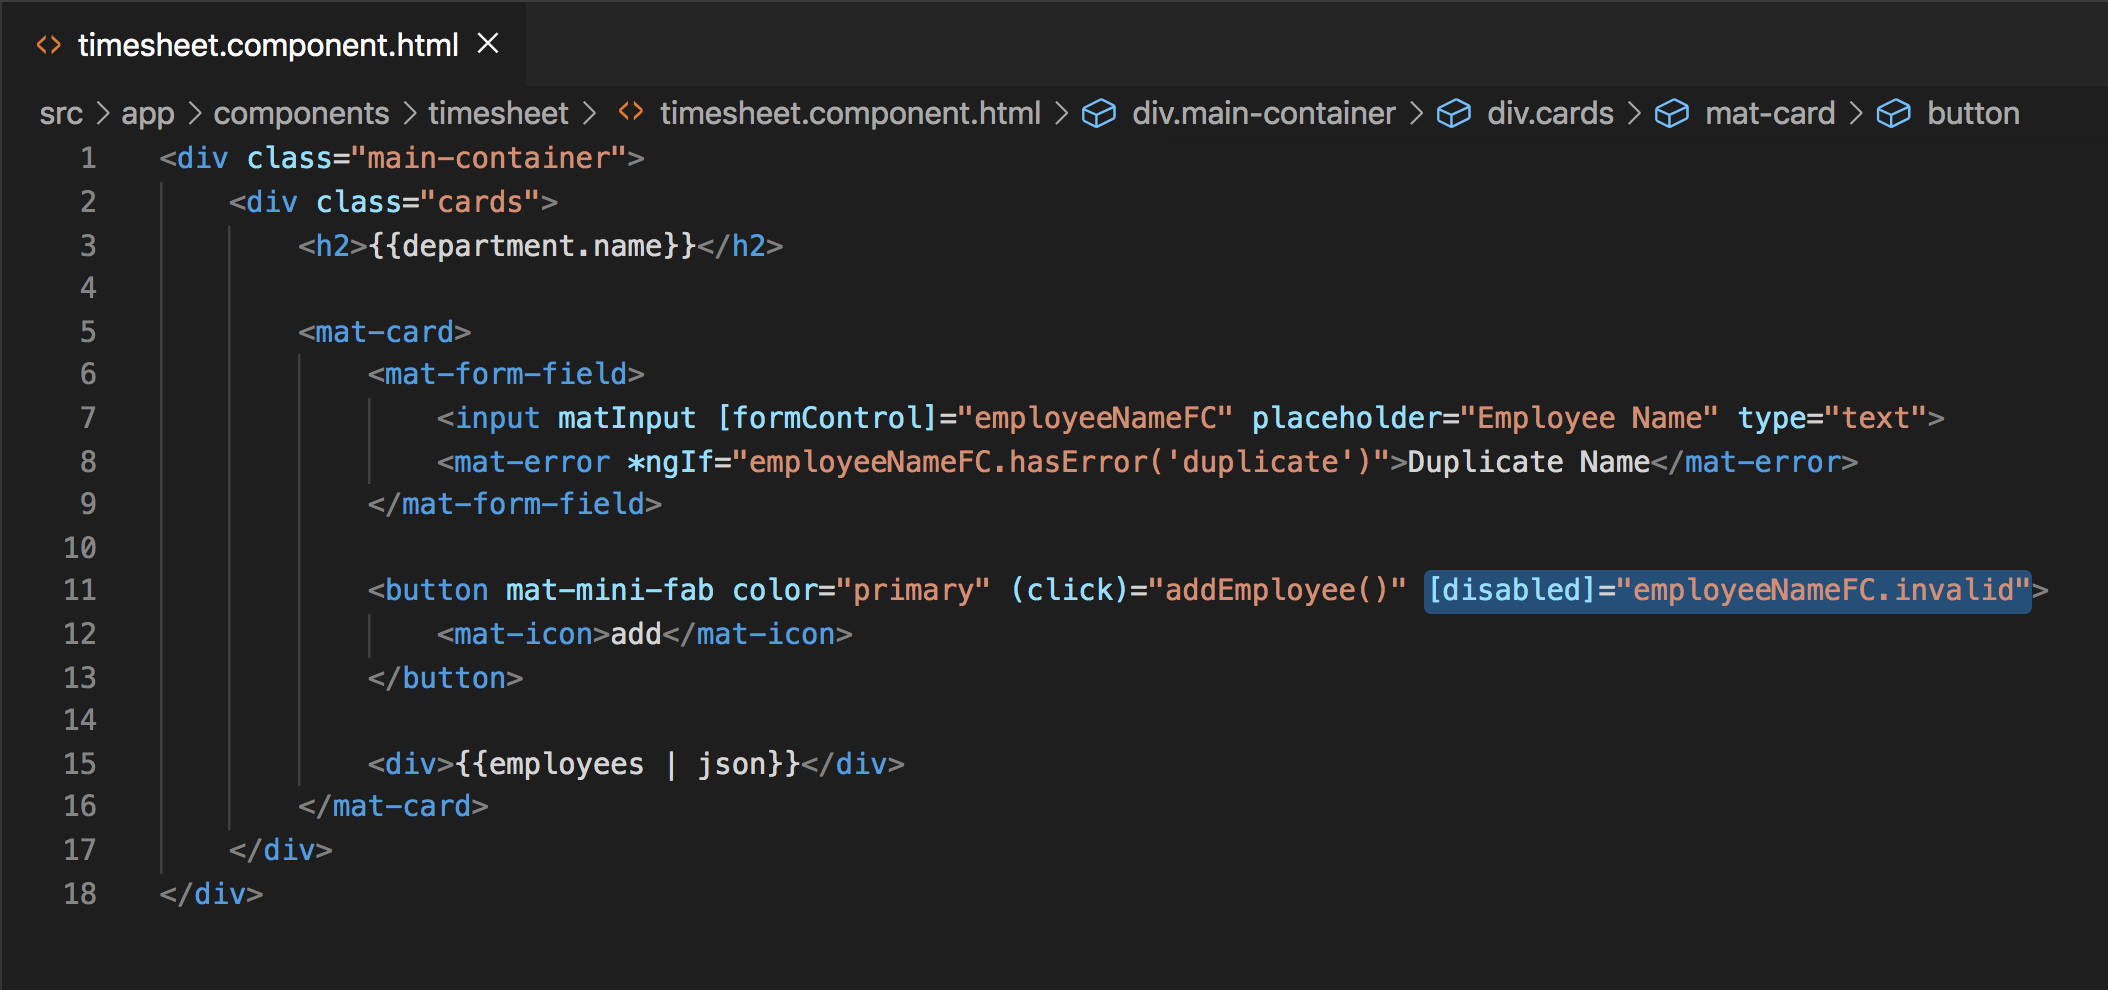 timesheet.component.html
src > app > components > timesheet > timesheet.component.html > div.main-container > div.cards > mat-card > button
1 <div class="main-container">
2 <div class="cards">
3 <h2>{{department.name}}</h2>
4
5 <mat-card>
6 <mat-form-field>
7 <input matInput [formControl]="employeeNameFC" placeholder="Employee Name" type="text">
8 <mat-error *ngIf="employeeNameFC.hasError('duplicate')">Duplicate Name</mat-error>
9 </mat-form-field>
10
11 <button mat-mini-fab color="primary" (click)="addEmployee()" [disabled]="employeeNameFC.invalid">
12 <mat-icon>add</mat-icon>
13 </button>
14
15 <div>{{employees | json}}</div>
16 </mat-card>
17 </div>
18 </div>